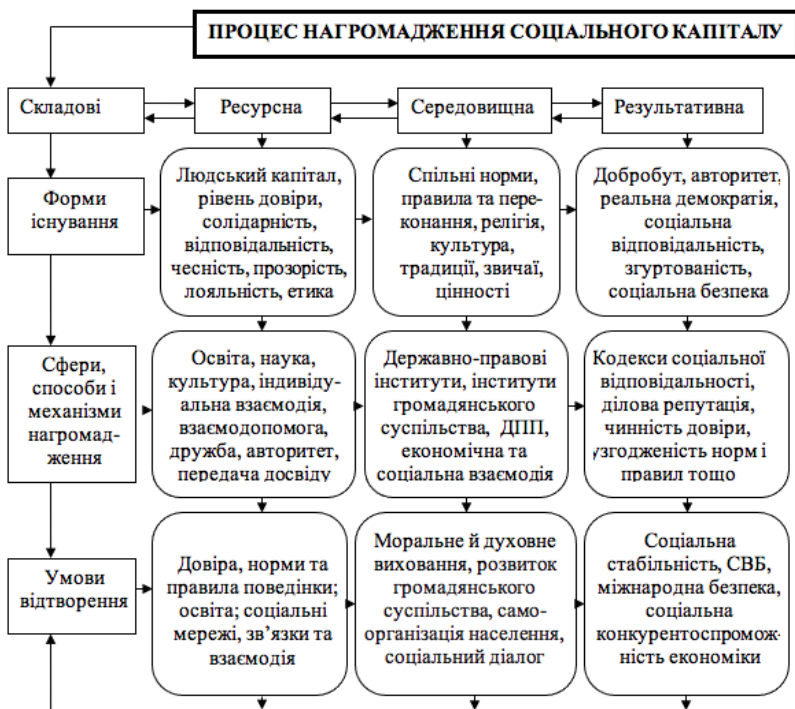 ПРОЦЕС НАГРОМАДЖЕННЯ СОЦІАЛЬНОГО КАПІТАЛУ
Складові
Ресурсна
Середовищна
Результативна
Форми
існування
Людський капітал,
рівень довіри,
солідарність,
відповідальність,
чесність, прозорість,
лояльність, етика
Спільні норми,
правила та пере-
конання, релігія,
культура,
традиції, звичаї,
цінності
Добробут, авторитет,
реальна демократія,
соціальна
відповідальність,
згуртованість,
соціальна безпека
Сфери,
способи і
механізми
нагромад-
ження
Освіта, наука,
культура, індивіду-
альна взаємодія,
взаємодопомога,
дружба, авторитет,
передача досвіду
Державно-правові
інститути, інститути
громадянського
суспільства, ДПП,
економічна та
соціальна взаємодія
Кодекси соціальної
відповідальності,
ділова репутація,
чинність довіри,
узгодженість норм і
правил тощо
Умови
відтворення
Довіра, норми та
правила поведінки;
освіта; соціальні
мережі, зв’язки та
взаємодія
Моральне й духовне
виховання, розвиток
громадянського
суспільства, само-
організація населення,
соціальний діалог
Соціальна
стабільність, СВБ,
міжнародна безпека,
соціальна
конкурентоспромож-
ність економіки